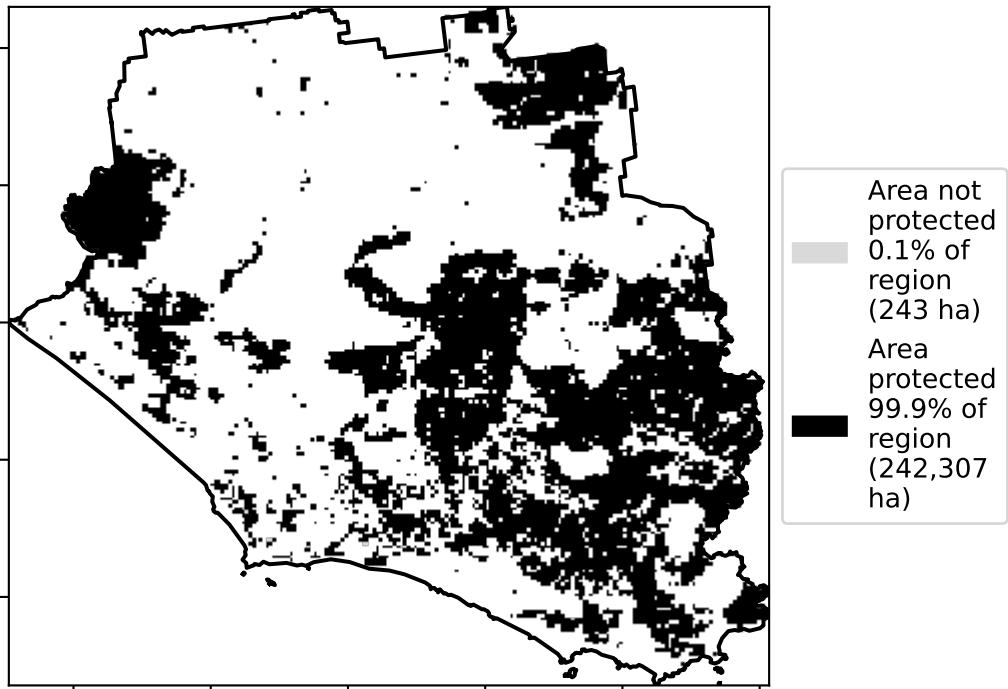 Area not
protected
0.1% of
region
(243 ha)
Area
protected
99.9% of
region
(242,307
ha)